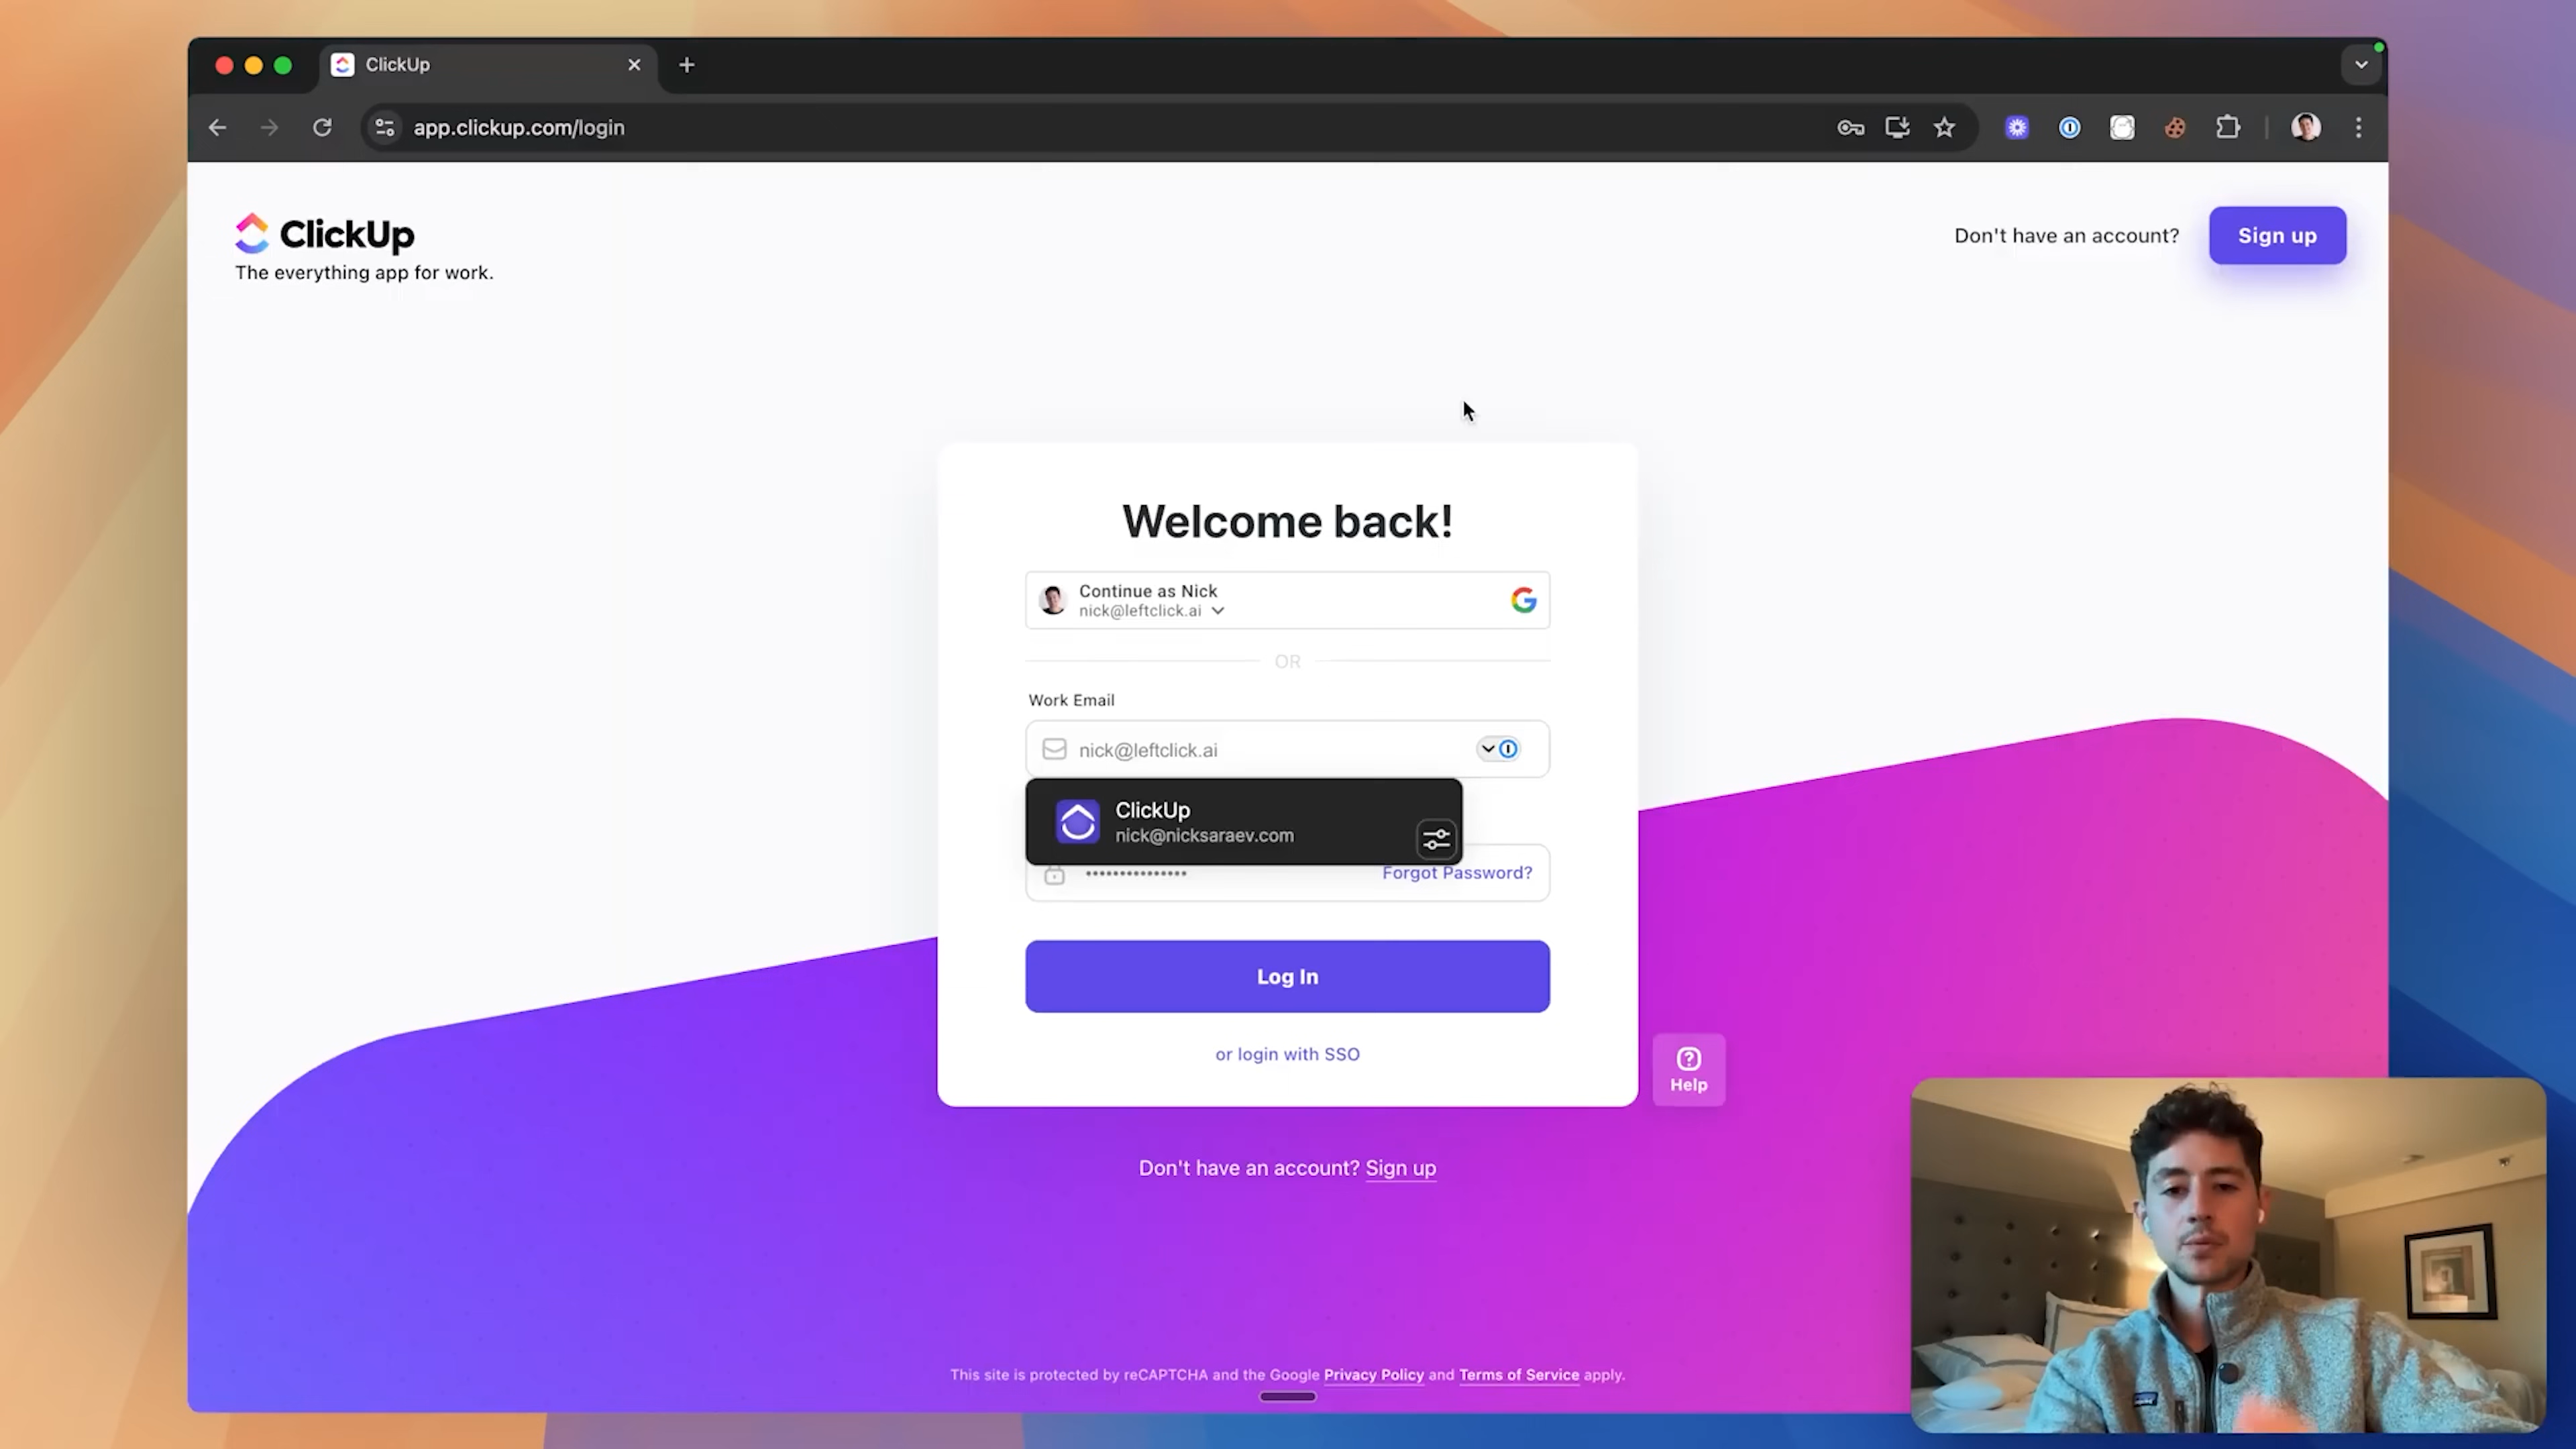 ClickUp
app.clickup.com/login
ClickUp
The everything app for work.
Don't have an account?
Sign up
Welcome back!
Continue as Nick
nick@leftclick.ai
OR
Work Email
nick@leftclick.ai
ClickUp
nick@nicksaraev.com
Forgot Password?
Log In
or login with SSO
Help
Don't have an account? Sign up
This site is protected by reCAPTCHA and the Google Privacy Policy and Terms of Service apply.